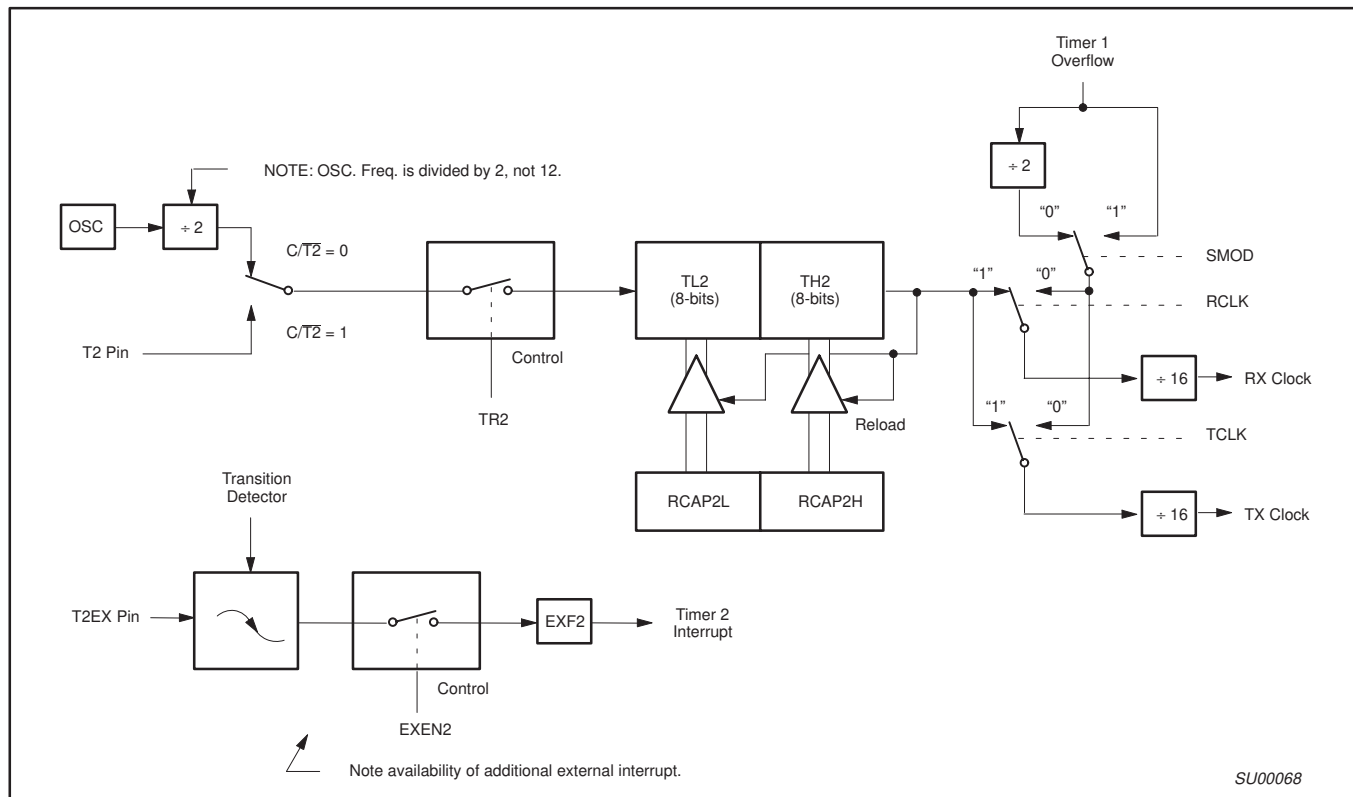 Timer 1
Overflow
÷ 2
NOTE: OSC. Freq. is divided by 2, not 12.
“0”
“1”
OSC
÷ 2
C/T2 = 0
SMOD
TL2
(8-bits)
TH2
(8-bits)
“1”
“0”
RCLK
C/T2 = 1
T2 Pin
Control
÷ 16
RX Clock
TR2
Reload
“1”
“0”
TCLK
Transition
Detector
RCAP2L
RCAP2H
÷ 16
TX Clock
T2EX Pin
EXF2
Timer 2
Interrupt
Control
EXEN2
Note availability of additional external interrupt.
SU00068